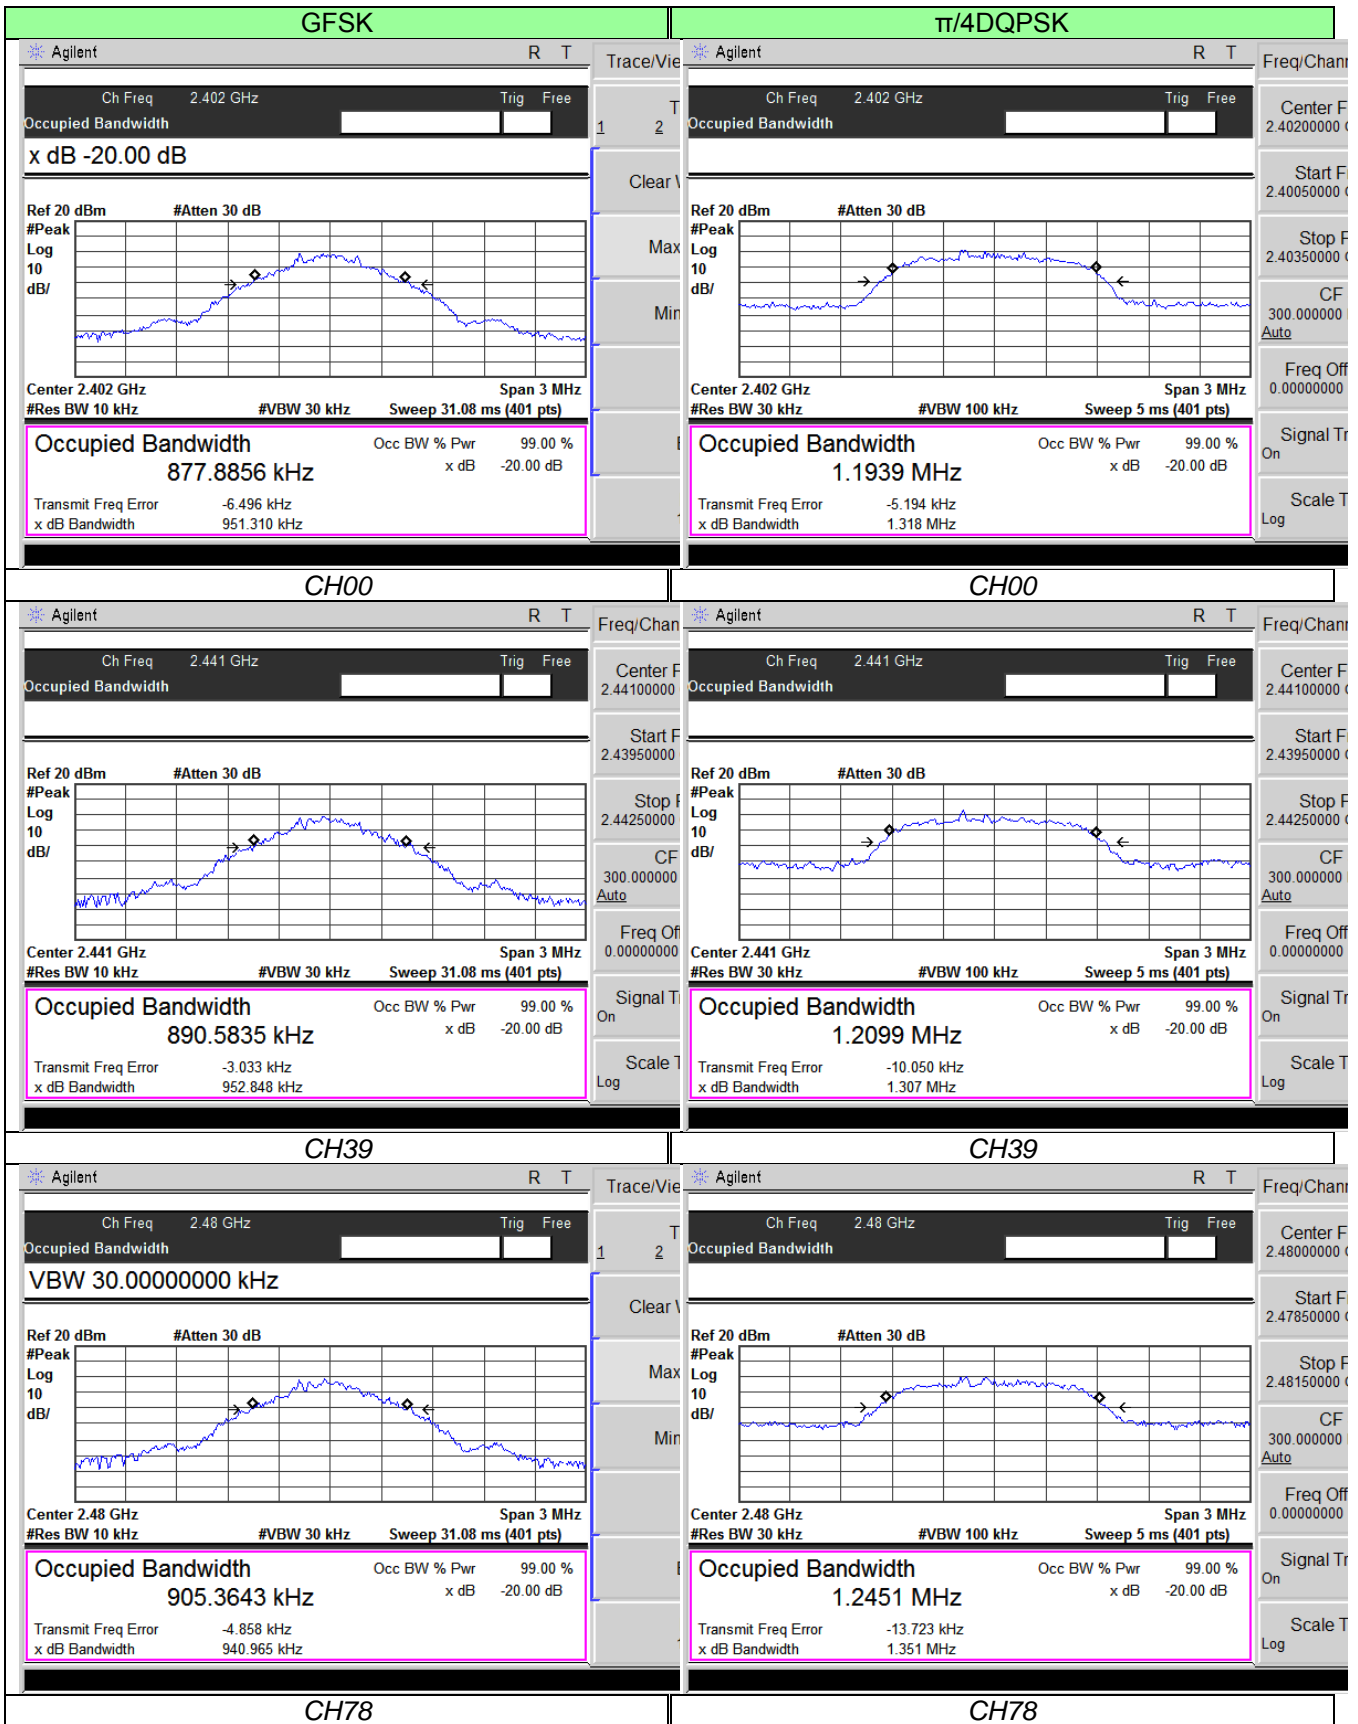 GFSK
π/4DQPSK
Agilent R T
Trace/Vie
Ch Freq 2.402 GHz Trig Free
Occupied Bandwidth
1 2
x dB -20.00 dB
Clear
Ref 20 dBm #Atten 30 dB
#Peak
Log
10
dB/
Max
Min
Center 2.402 GHz Span 3 MHz
#Res BW 10 kHz #VBW 30 kHz Sweep 31.08 ms (401 pts)
Occupied Bandwidth Occ BW % Pwr 99.00 %
877.8856 kHz x dB -20.00 dB
Transmit Freq Error -6.496 kHz
x dB Bandwidth 951.310 kHz
Agilent R T
Freq/Chan
Ch Freq 2.402 GHz Trig Free
Occupied Bandwidth
Center F
2.40200000
Start F
2.40050000
Ref 20 dBm #Atten 30 dB
#Peak
Log
10
dB/
Stop F
2.40350000
CF
300.000000
Auto
Freq Off
0.00000000
Center 2.402 GHz Span 3 MHz
#Res BW 30 kHz #VBW 100 kHz Sweep 5 ms (401 pts)
Signal Tr
On
Scale T
Log
Occupied Bandwidth Occ BW % Pwr 99.00 %
1.1939 MHz x dB -20.00 dB
Transmit Freq Error -5.194 kHz
x dB Bandwidth 1.318 MHz
CH00
CH00
Agilent R T
Freq/Chan
Ch Freq 2.441 GHz Trig Free
Occupied Bandwidth
Center F
2.44100000
Start F
2.43950000
Ref 20 dBm #Atten 30 dB
#Peak
Log
10
dB/
Stop F
2.44250000
CF
300.000000
Auto
Freq Off
0.00000000
Center 2.441 GHz Span 3 MHz
#Res BW 10 kHz #VBW 30 kHz Sweep 31.08 ms (401 pts)
Signal T
On
Scale T
Log
Occupied Bandwidth Occ BW % Pwr 99.00 %
890.5835 kHz x dB -20.00 dB
Transmit Freq Error -3.033 kHz
x dB Bandwidth 952.848 kHz
Agilent R T
Freq/Chan
Ch Freq 2.441 GHz Trig Free
Occupied Bandwidth
Center F
2.44100000
Start F
2.43950000
Ref 20 dBm #Atten 30 dB
#Peak
Log
10
dB/
Stop F
2.44250000
CF
300.000000
Auto
Freq Off
0.00000000
Center 2.441 GHz Span 3 MHz
#Res BW 30 kHz #VBW 100 kHz Sweep 5 ms (401 pts)
Signal Tr
On
Scale T
Log
Occupied Bandwidth Occ BW % Pwr 99.00 %
1.2099 MHz x dB -20.00 dB
Transmit Freq Error -10.050 kHz
x dB Bandwidth 1.307 MHz
CH39
CH39
Agilent R T
Trace/Vie
Ch Freq 2.48 GHz Trig Free
Occupied Bandwidth
1 2
VBW 30.00000000 kHz
Clear
Ref 20 dBm #Atten 30 dB
#Peak
Log
10
dB/
Max
Min
Center 2.48 GHz Span 3 MHz
#Res BW 10 kHz #VBW 30 kHz Sweep 31.08 ms (401 pts)
Occupied Bandwidth Occ BW % Pwr 99.00 %
905.3643 kHz x dB -20.00 dB
Transmit Freq Error -4.858 kHz
x dB Bandwidth 940.965 kHz
Agilent R T
Freq/Chan
Ch Freq 2.48 GHz Trig Free
Occupied Bandwidth
Center F
2.48000000
Start F
2.47850000
Ref 20 dBm #Atten 30 dB
#Peak
Log
10
dB/
Stop F
2.48150000
CF
300.000000
Auto
Freq Off
0.00000000
Center 2.48 GHz Span 3 MHz
#Res BW 30 kHz #VBW 100 kHz Sweep 5 ms (401 pts)
Signal Tr
On
Scale T
Log
Occupied Bandwidth Occ BW % Pwr 99.00 %
1.2451 MHz x dB -20.00 dB
Transmit Freq Error -13.723 kHz
x dB Bandwidth 1.351 MHz
CH78
CH78